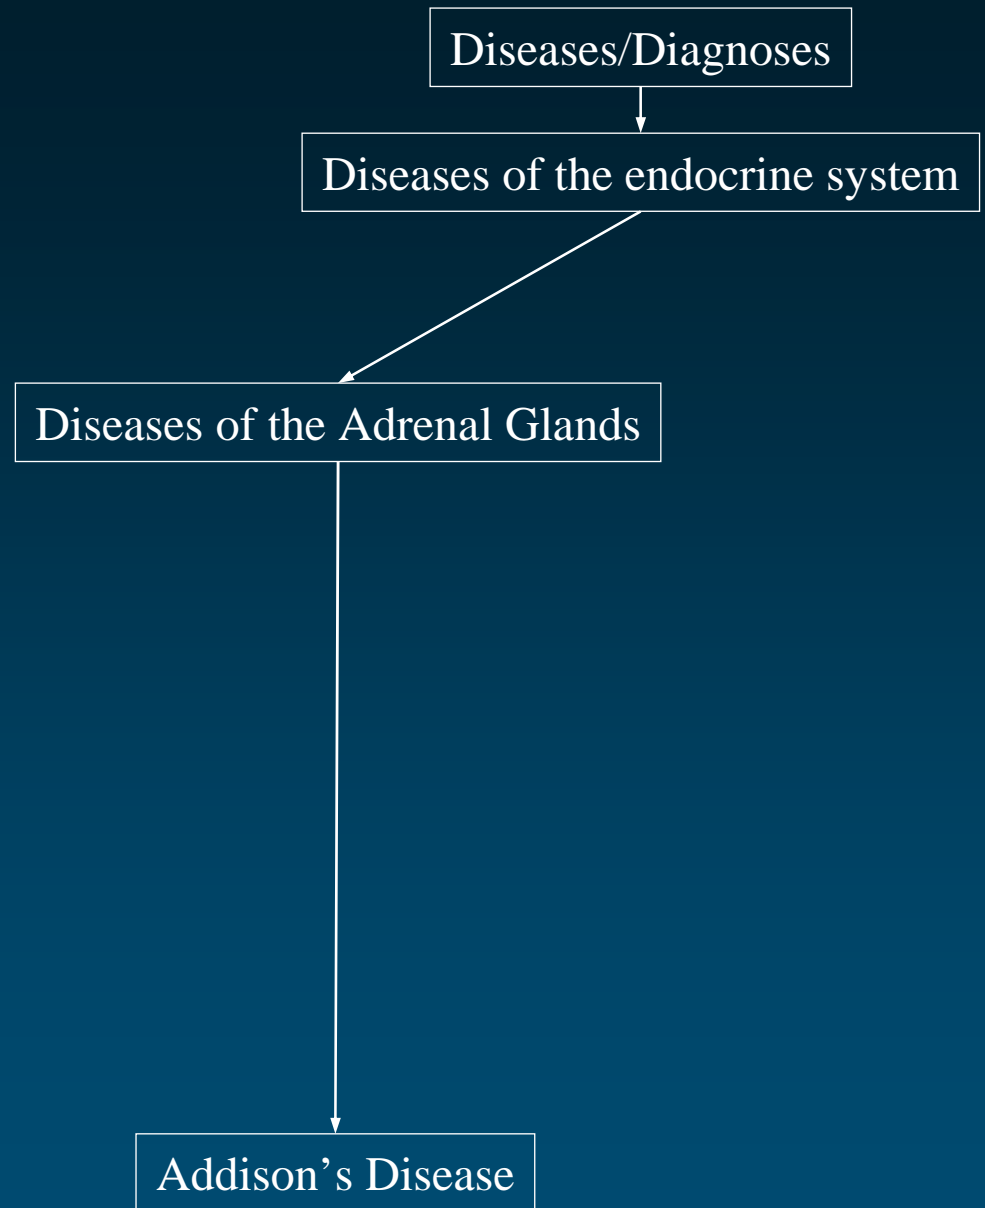 Diseases/Diagnoses
Diseases of the endocrine system
Diseases of the Adrenal Glands
Addison’s Disease